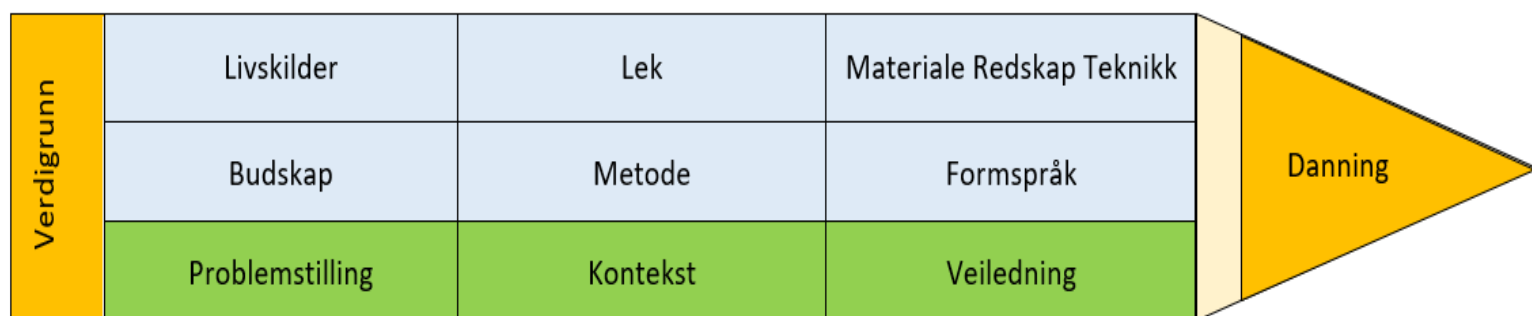 Verdigrunn
Livskilder
Lek
Materiale Redskap Teknikk
Budskap
Metode
Formspråk
Problemstilling
Kontekst
Veiledning
Danning